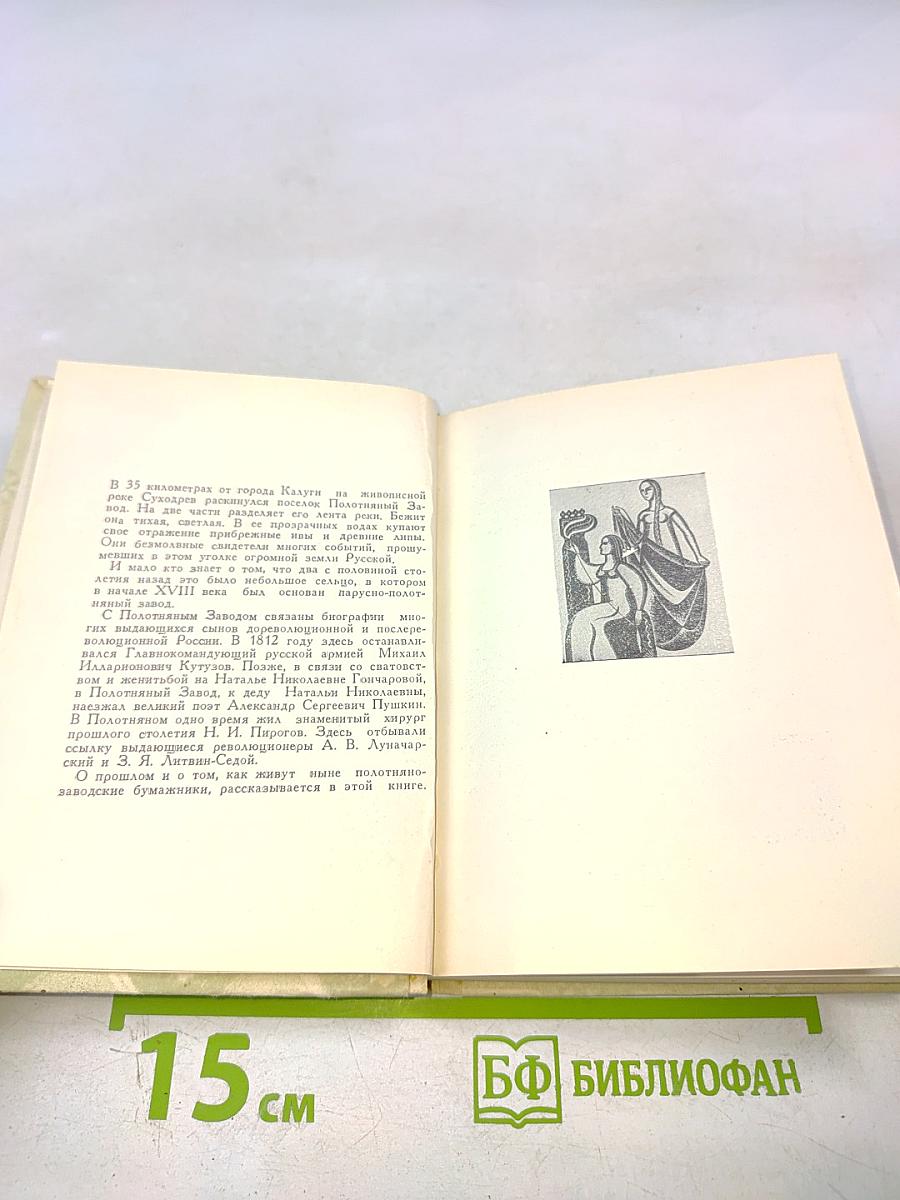 В 35 километрах от города Калуги на живописной
реке Суходрев раскинулся поселок Полотняный За-
вод. На две части разделяет его лента реки. Бежит
она тихая, светлая. В ее прозрачных водах купают
свое отражение прибрежные ивы и древние липы.
Они безмолвные свидетели многих событий, прошу-
мевших в этом уголке огромной земли Русской.
И мало кто знает о том, что два с половиной сто-
летия назад это было небольшое сельцо, в котором
в начале XVIII века был основан парусно-полот-
няный завод.
С Полотняным Заводом связаны биографии мно-
гих выдающихся сынов дореволюционной и послере-
волюционной России. В 1812 году здесь останавли-
вался Главнокомандующий русской армией Михаил
Илларионович Кутузов. Позже, в связи со сватовст-
вом и женитьбой на Наталье Николаевне Гончаровой,
в Полотняный Завод, к деду Натальи Николаевны,
наезжал великий поэт Александр Сергеевич Пушкин.
В Полотняном одно время жил знаменитый хирург
прошлого столетия Н. И. Пирогов. Здесь отбывали
ссылку выдающиеся революционеры А. В. Луначар-
ский и З. Я. Литвин-Седой.
О прошлом и о том, как живут ныне полотняно-
заводские бумажники, рассказывается в этой книге.
15 см
БФ БИБЛИОФАН